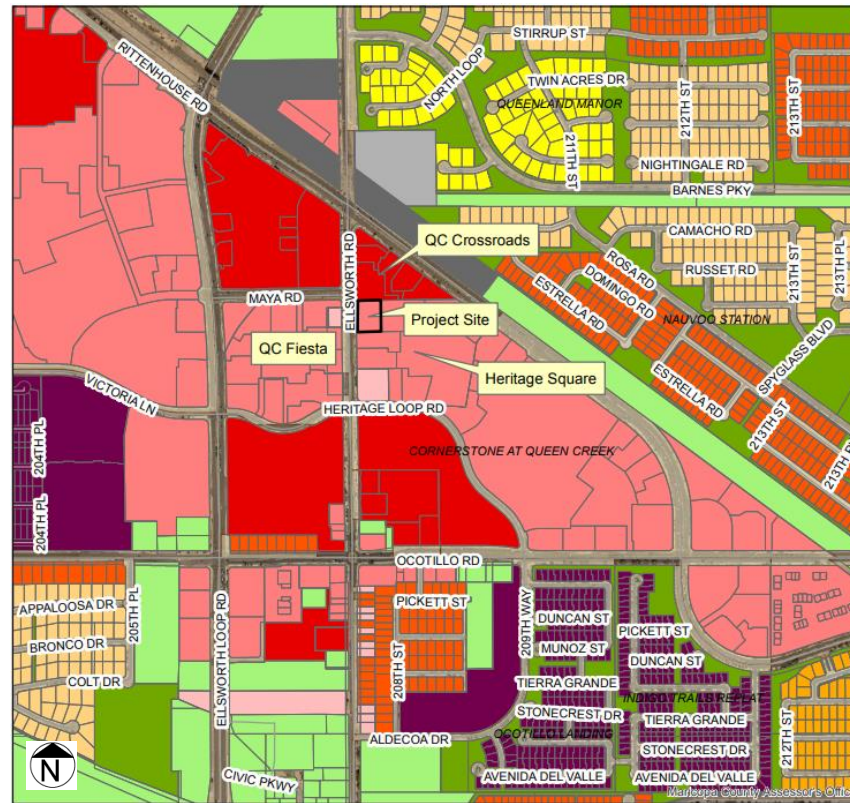 STIRRUP ST
RITTENHOUSE RD
NORTH LOOP
TWIN ACRES DR
QUEENLAND MANOR
211TH ST
212TH ST
213TH ST
NIGHTINGALE RD
BARNES PKY
ELLSWORTH RD
QC Crossroads
CAMACHO RD
ROSA RD
RUSSET RD
213TH ST
213TH PL
DOMINGO RD
ESTRELLA RD
NAUVOO STATION
MAYA RD
Project Site
QC Fiesta
SPYGLASS BLVD
ESTRELLA RD
Heritage Square
VICTORIA LN
HERITAGE LOOP RD
213TH ST
213TH PL
204TH PL
CORNERSTONE AT QUEEN CREEK
204TH PL
OCOTILLO RD
APPALOOSA DR
205TH PL
ELLSWORTH LOOP RD
PICKETT ST
208TH ST
209TH WAY
DUNCAN ST
PICKETT ST
BRONCO DR
MUNOZ ST
DUNCAN ST
COLT DR
TIERRA GRANDE
INDIGO TRAILS REPLAT
STONECREST DR
TIERRA GRANDE
212TH ST
OCOTILLO LANDING
ALDECOA DR
STONECREST DR
N
CIVIC PKWY
AVENIDA DEL VALLE
AVENIDA DEL VALLE
Maricopa County Assessor's Offic